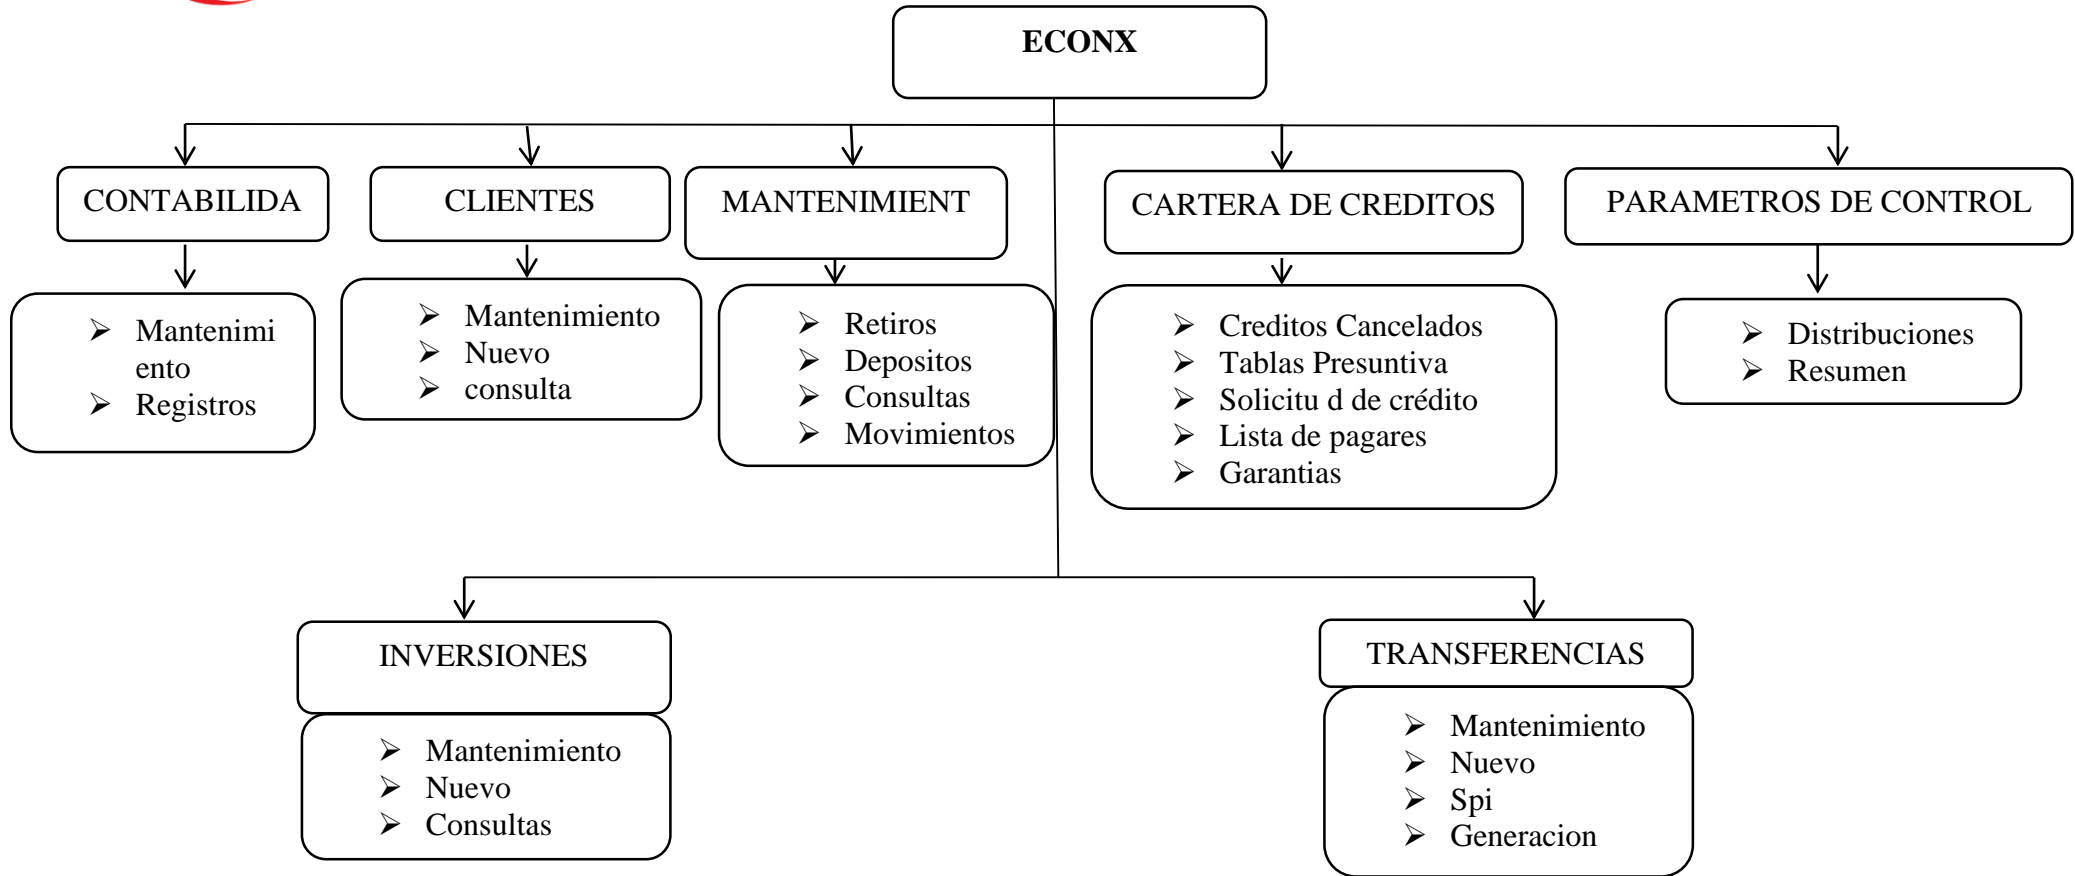 ECONX
CONTABILIDA
Mantenimi
ento
Registros
CLIENTES
Mantenimiento
Nuevo
consulta
MANTENIMIENT
Retiros
Depositos
Consultas
Movimientos
CARTERA DE CREDITOS
Creditos Cancelados
Tablas Presuntiva
Solicitu d de crédito
Lista de pagares
Garantias
PARAMETROS DE CONTROL
Distribuciones
Resumen
INVERSIONES
Mantenimiento
Nuevo
Consultas
TRANSFERENCIAS
Mantenimiento
Nuevo
Spi
Generacion